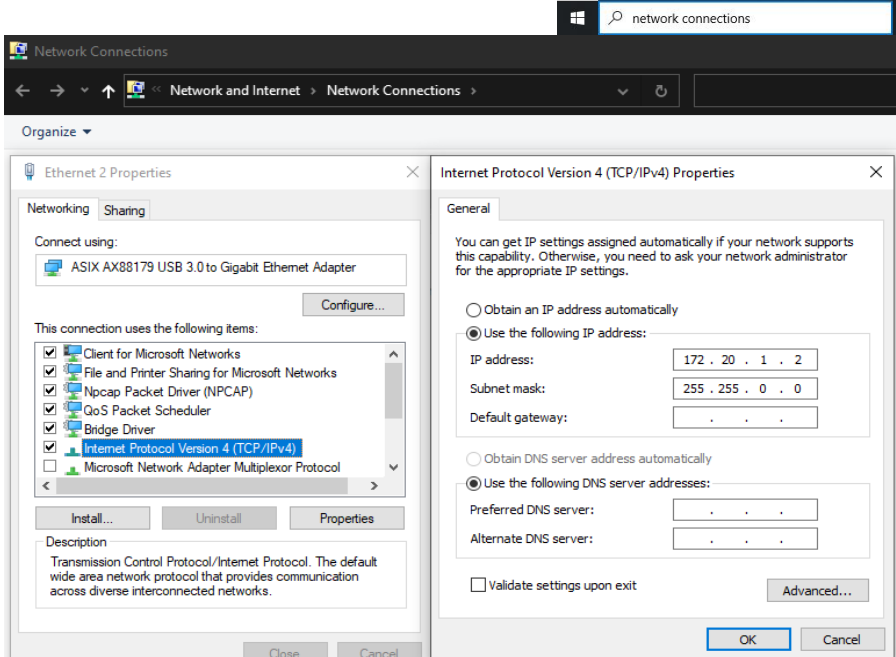 network connections
Network Connections
Network and Internet > Network Connections >
Organize
Ethernet 2 Properties
Networking Sharing
Connect using:
ASIX AX88179 USB 3.0 to Gigabit Ethernet Adapter
Configure...
This connection uses the following items:
Client for Microsoft Networks
File and Printer Sharing for Microsoft Networks
Npcap Packet Driver (NPCAP)
QoS Packet Scheduler
Bridge Driver
Internet Protocol Version 4 (TCP/IPv4)
Microsoft Network Adapter Multiplexor Protocol
Install... Uninstall Properties
Description
Transmission Control Protocol/Internet Protocol. The default
wide area network protocol that provides communication
across diverse interconnected networks.
Close Cancel
Internet Protocol Version 4 (TCP/IPv4) Properties
General
You can get IP settings assigned automatically if your network supports
this capability. Otherwise, you need to ask your network administrator
for the appropriate IP settings.
Obtain an IP address automatically
Use the following IP address:
IP address: 172 . 20 . 1 . 2
Subnet mask: 255 . 255 . 0 . 0
Default gateway: . . .
Obtain DNS server address automatically
Use the following DNS server addresses:
Preferred DNS server: . . .
Alternate DNS server: . . .
Validate settings upon exit
Advanced...
OK Cancel